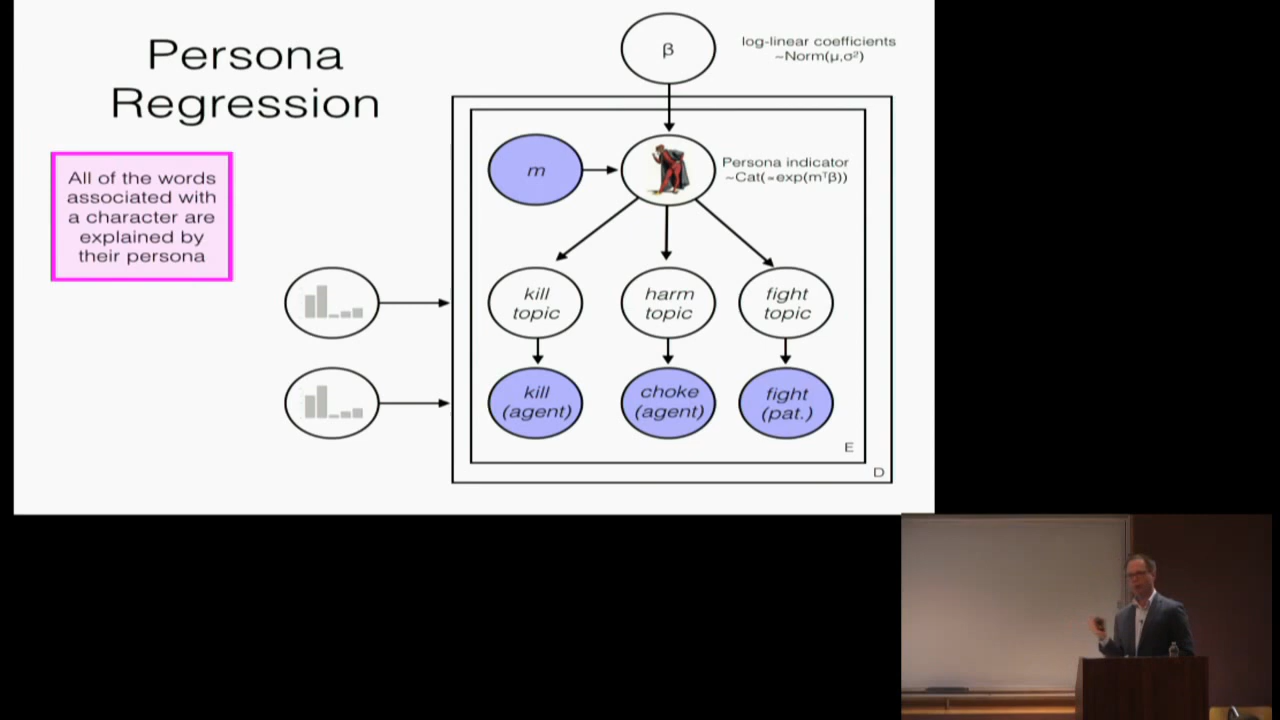 Persona
Regression
β
log-linear coefficients
~Norm(μ,σ²)
All of the words
associated with
a character are
explained by
their persona
m
Persona indicator
~Cat(∝exp(mᵀβ))
kill
topic
harm
topic
fight
topic
kill
(agent)
choke
(agent)
fight
(pat.)
E
D